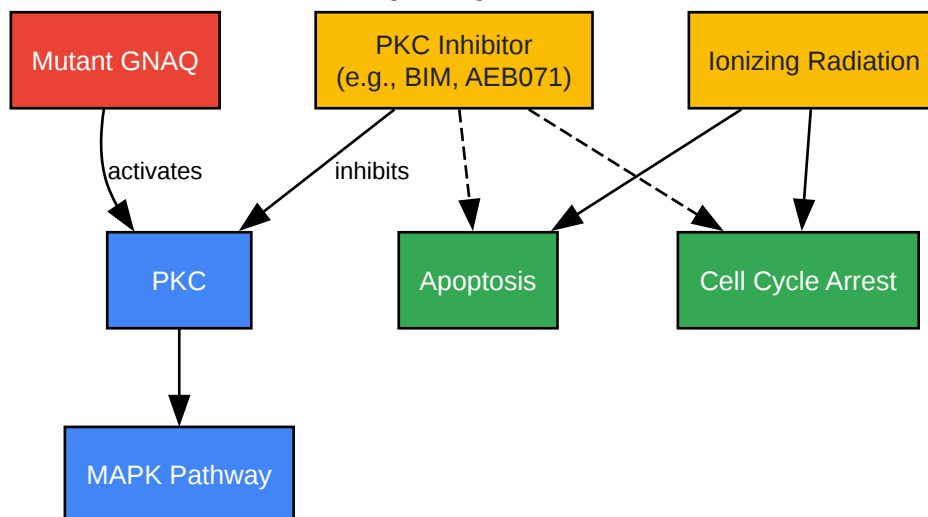 Mutant GNAQ
PKC Inhibitor
(e.g., BIM, AEB071)
Ionizing Radiation
activates
inhibits
PKC
Apoptosis
Cell Cycle Arrest
MAPK Pathway